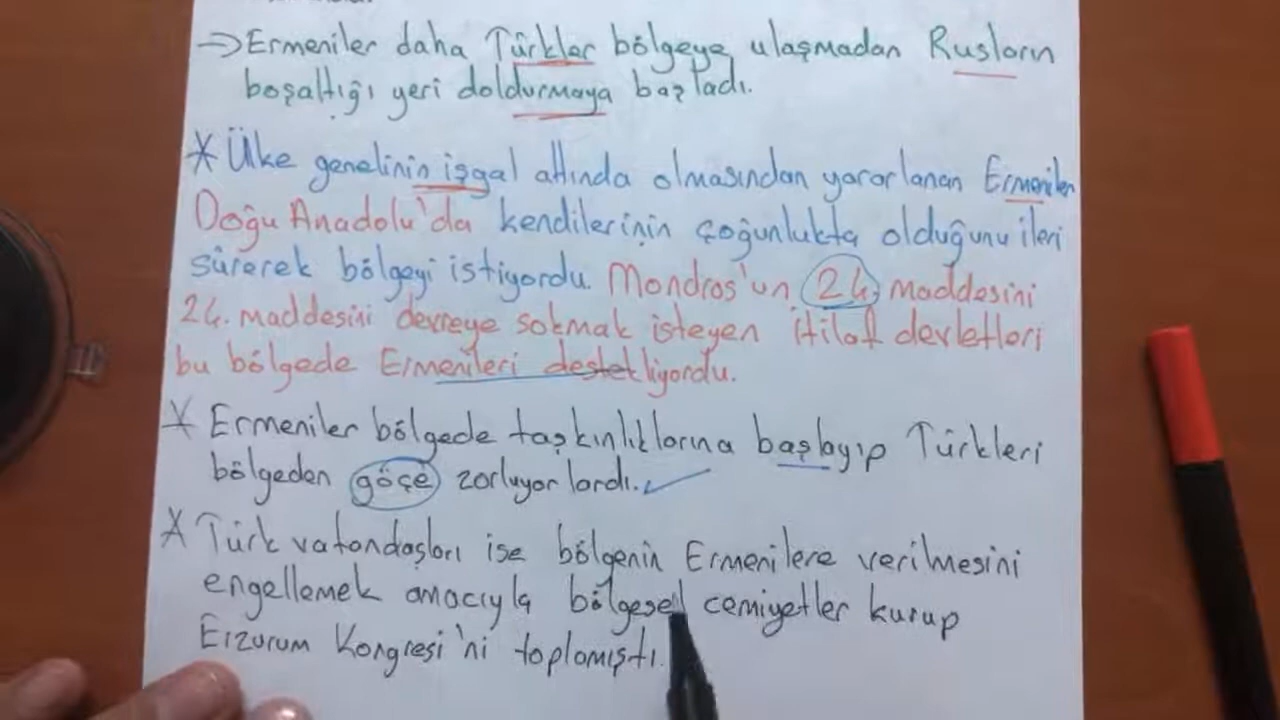 ⇒ Ermeniler daha Türkler bölgeye ulaşmadan Rusların
boşalttığı yeri doldurmaya başladı.
* Ülke genelinin işgal altında olmasından yararlanan Ermeniler
Doğu Anadolu'da kendilerinin çoğunlukta olduğunu ileri
sürerek bölgeyi istiyordu. Mondros'un 24. maddesini
24. maddesini devreye sokmak isteyen İtilaf devletleri
bu bölgede Ermenileri destekliyordu.
* Ermeniler bölgede taşkınlıklarına başlayıp Türkleri
bölgeden göçe zorluyorlardı.
* Türk vatandaşları ise bölgenin Ermenilere verilmesini
engellemek amacıyla bölgesel cemiyetler kurup
Erzurum Kongresi'ni toplamıştı.